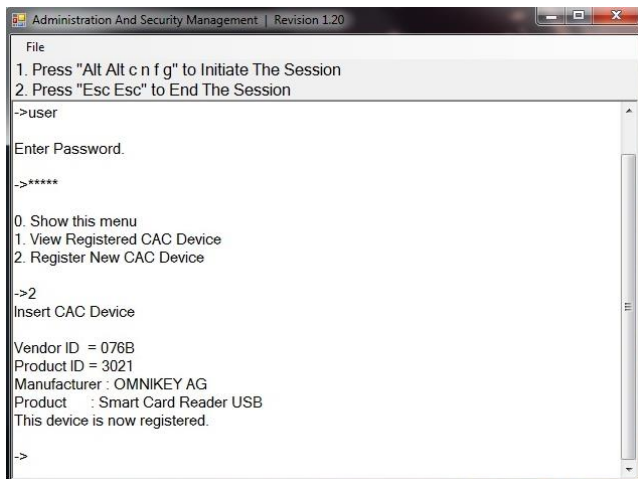 Administration And Security Management | Revision 1.20
File
1. Press "Alt Alt c n f g" to Initiate The Session
2. Press "Esc Esc" to End The Session
->user
Enter Password.
->*****
0. Show this menu
1. View Registered CAC Device
2. Register New CAC Device
->2
Insert CAC Device
Vendor ID  = 076B
Product ID = 3021
Manufacturer : OMNIKEY AG
Product     : Smart Card Reader USB
This device is now registered.
->